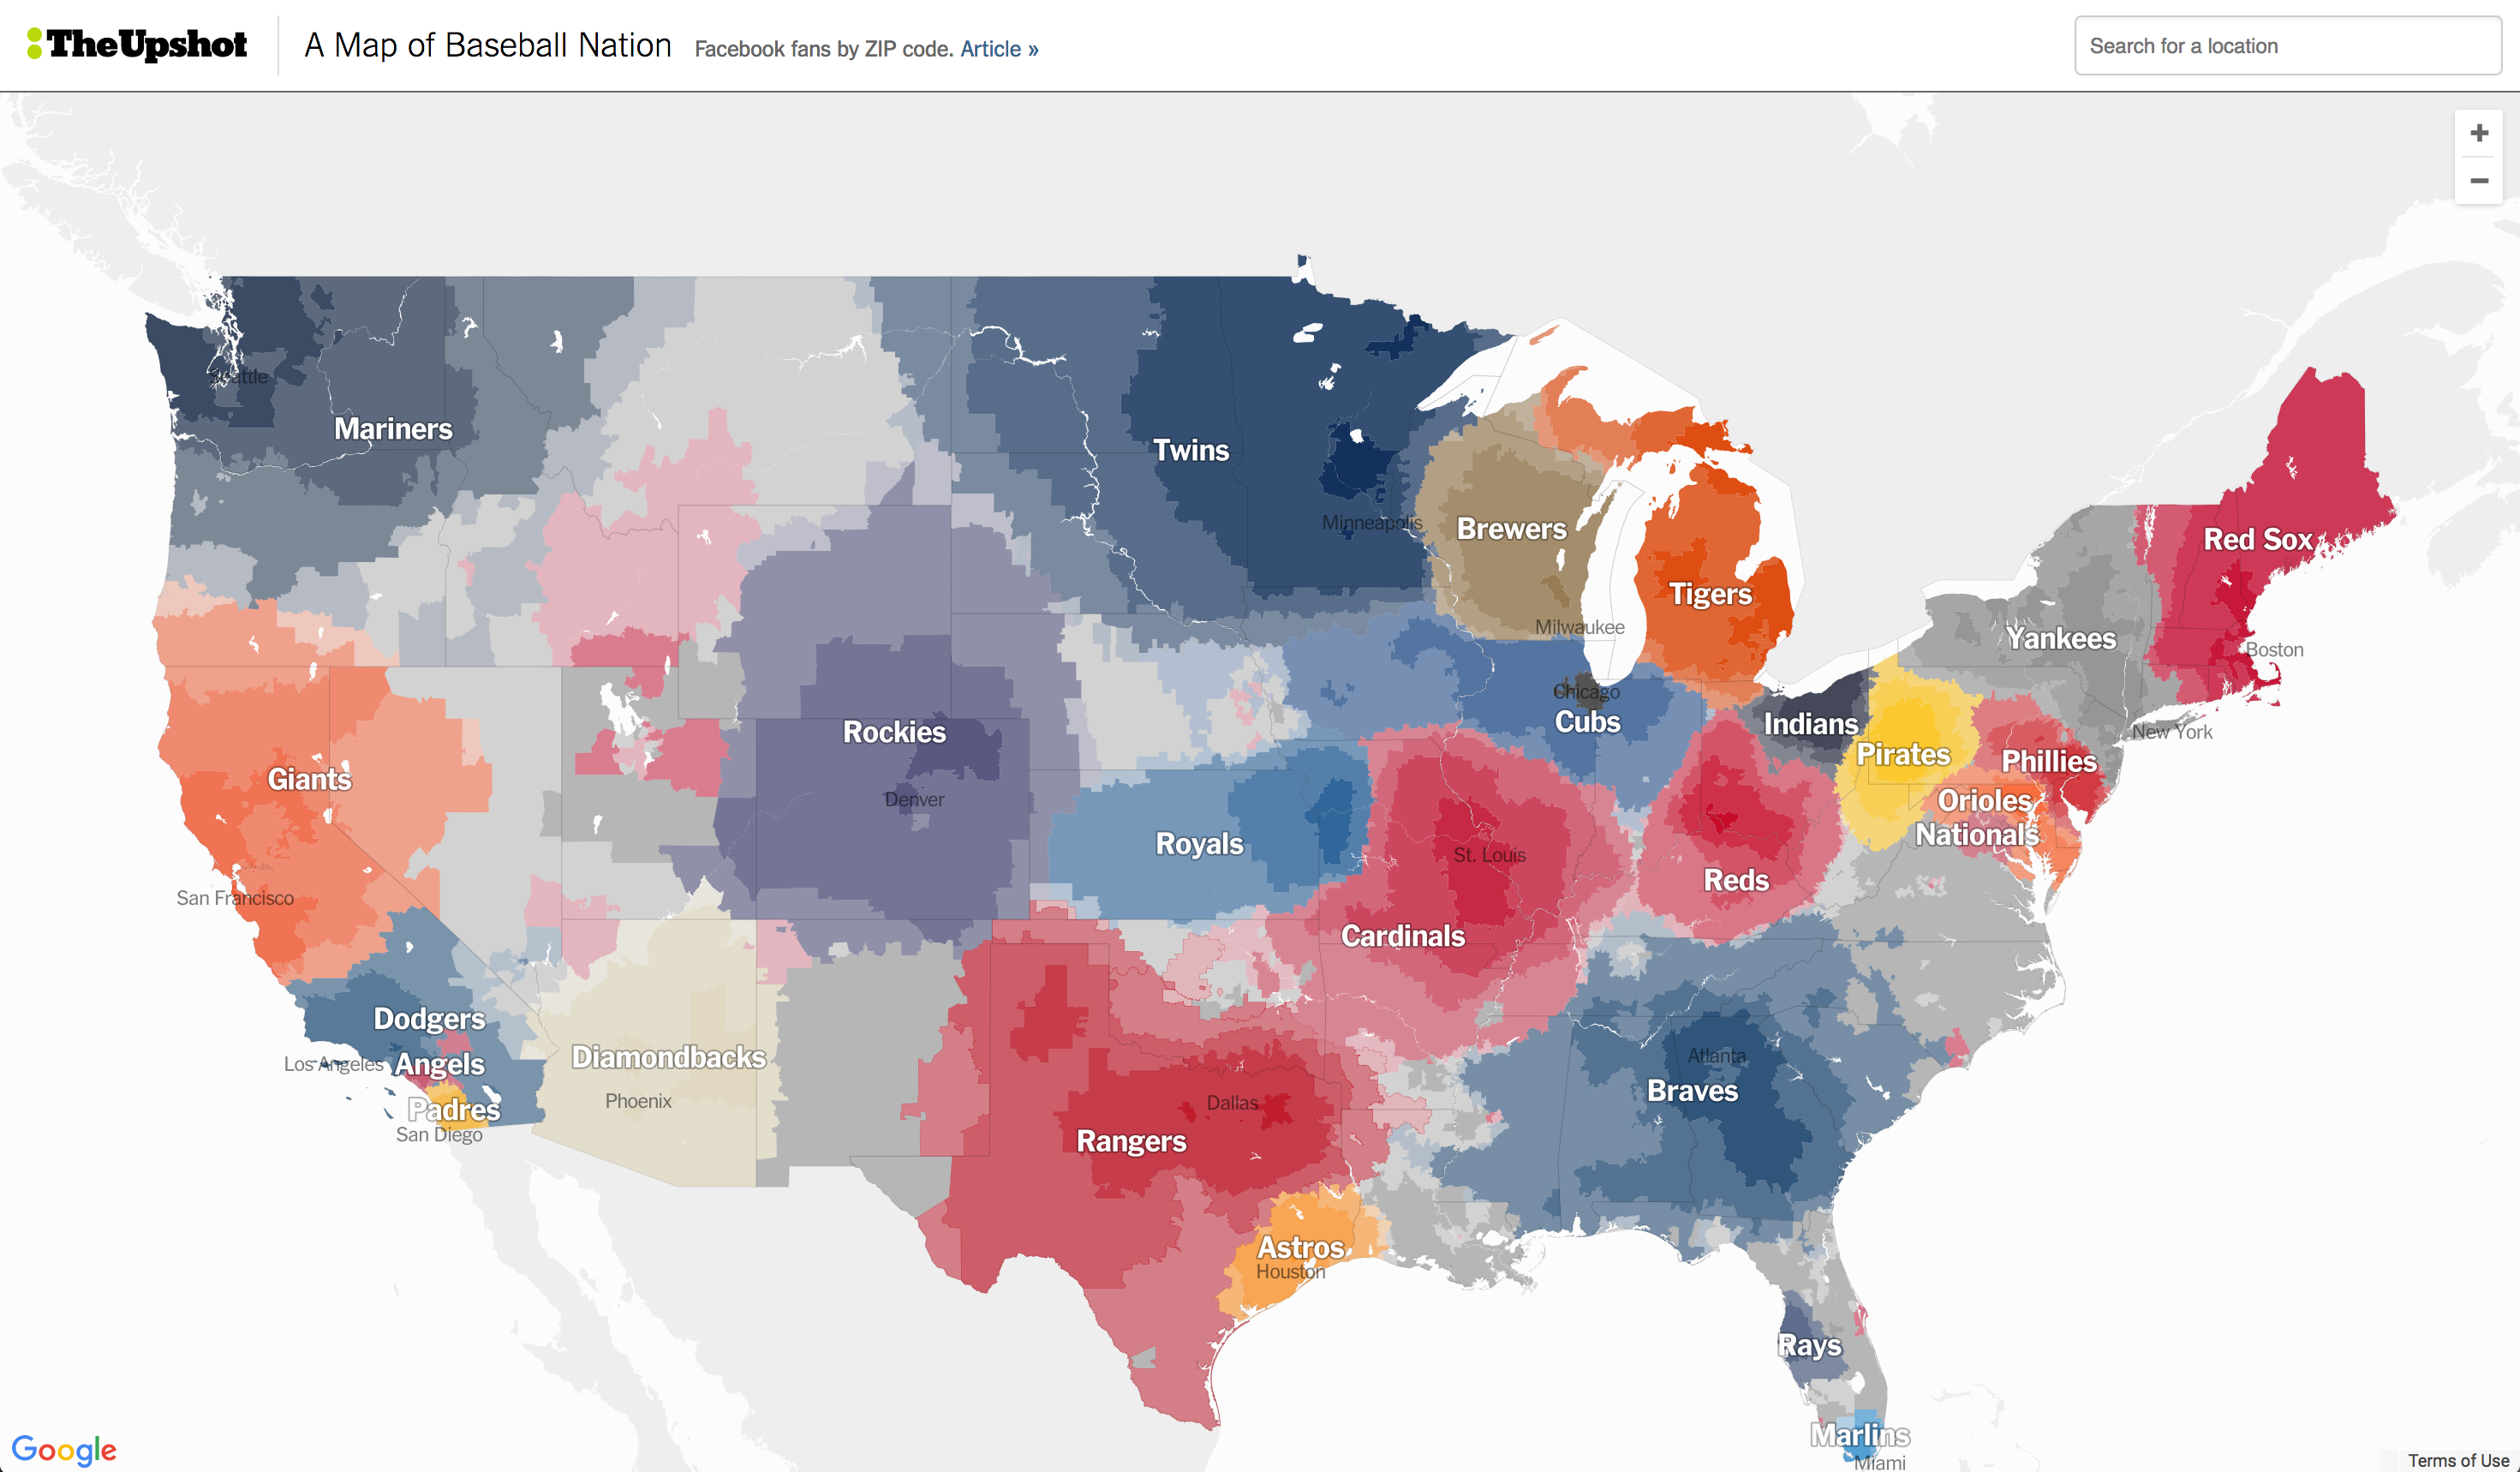 TheUpshot
A Map of Baseball Nation
Facebook fans by ZIP code. Article »
Search for a location
+
−
Seattle
Mariners
Twins
Minneapolis
Brewers
Red Sox
Tigers
Milwaukee
Yankees
Boston
Chicago
Cubs
Indians
Rockies
New York
Pirates
Phillies
Giants
Denver
Orioles
Nationals
Royals
St. Louis
Reds
San Francisco
Cardinals
Dodgers
Los Angeles
Angels
Diamondbacks
Atlanta
Braves
Phoenix
Dallas
Padres
San Diego
Rangers
Astros
Houston
Rays
Marlins
Miami
Google
Terms of Use